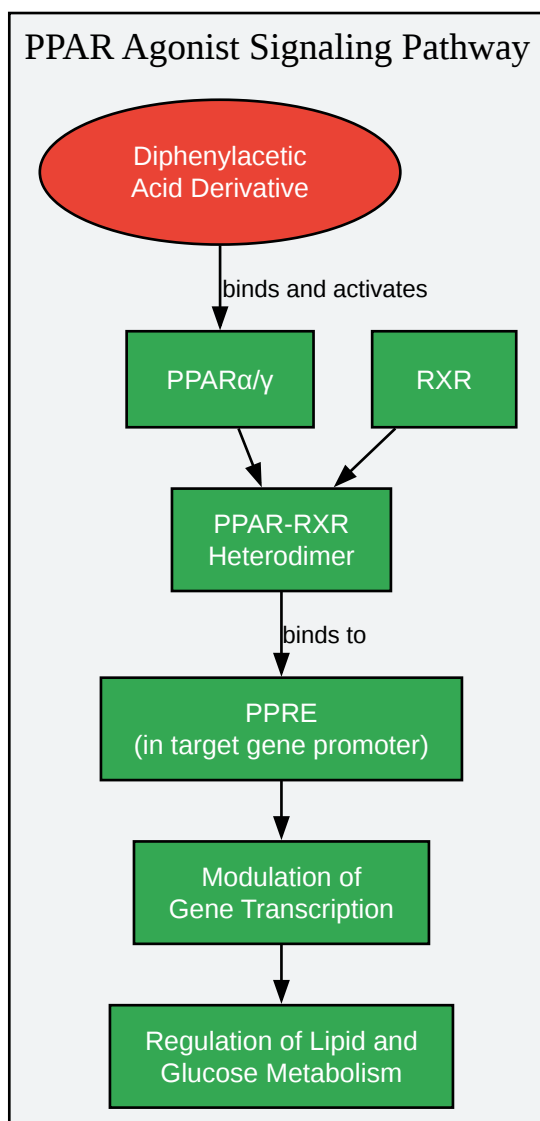 PPAR Agonist Signaling Pathway
Diphenylacetic
Acid Derivative
binds and activates
PPARα/γ
RXR
PPAR-RXR
Heterodimer
binds to
PPRE
(in target gene promoter)
Modulation of
Gene Transcription
Regulation of Lipid and
Glucose Metabolism